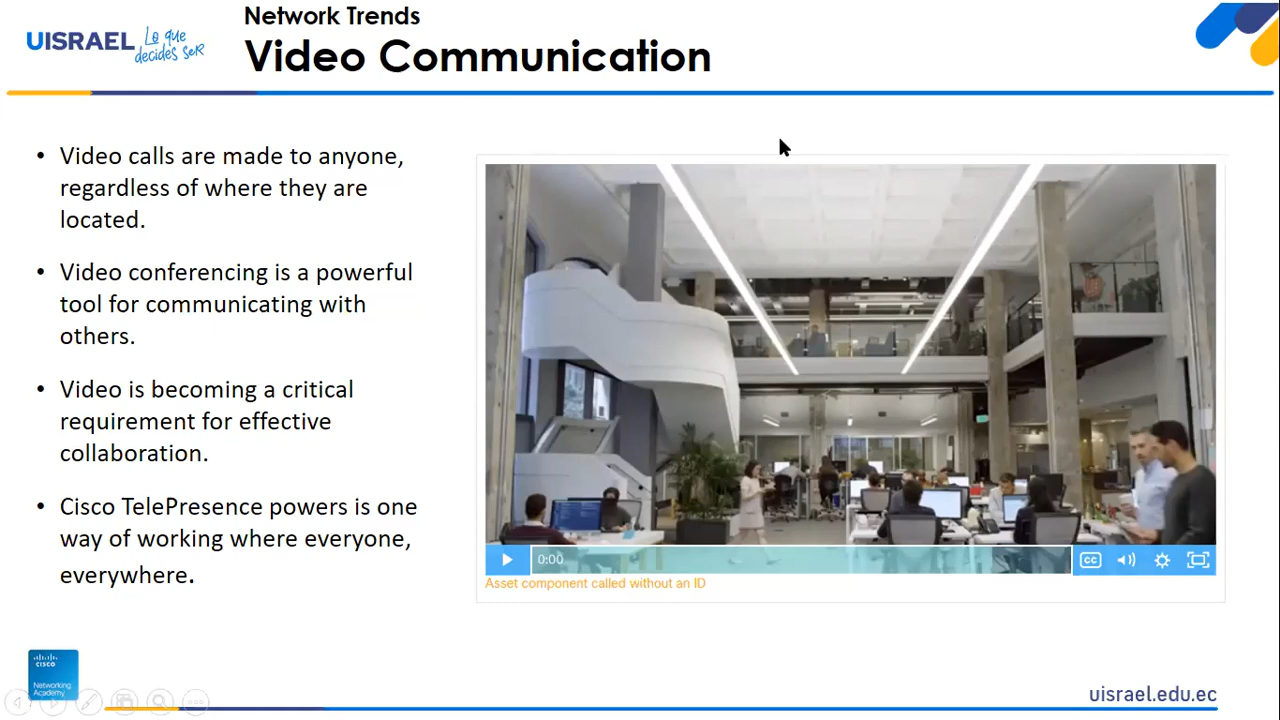 UISRAEL
Lo que
decides seR
Network Trends
Video Communication
• Video calls are made to anyone,
regardless of where they are
located.
• Video conferencing is a powerful
tool for communicating with
others.
• Video is becoming a critical
requirement for effective
collaboration.
• Cisco TelePresence powers is one
way of working where everyone,
everywhere.
0:00
CC
Asset component called without an ID
CISCO
Networking
Academy
uisrael.edu.ec